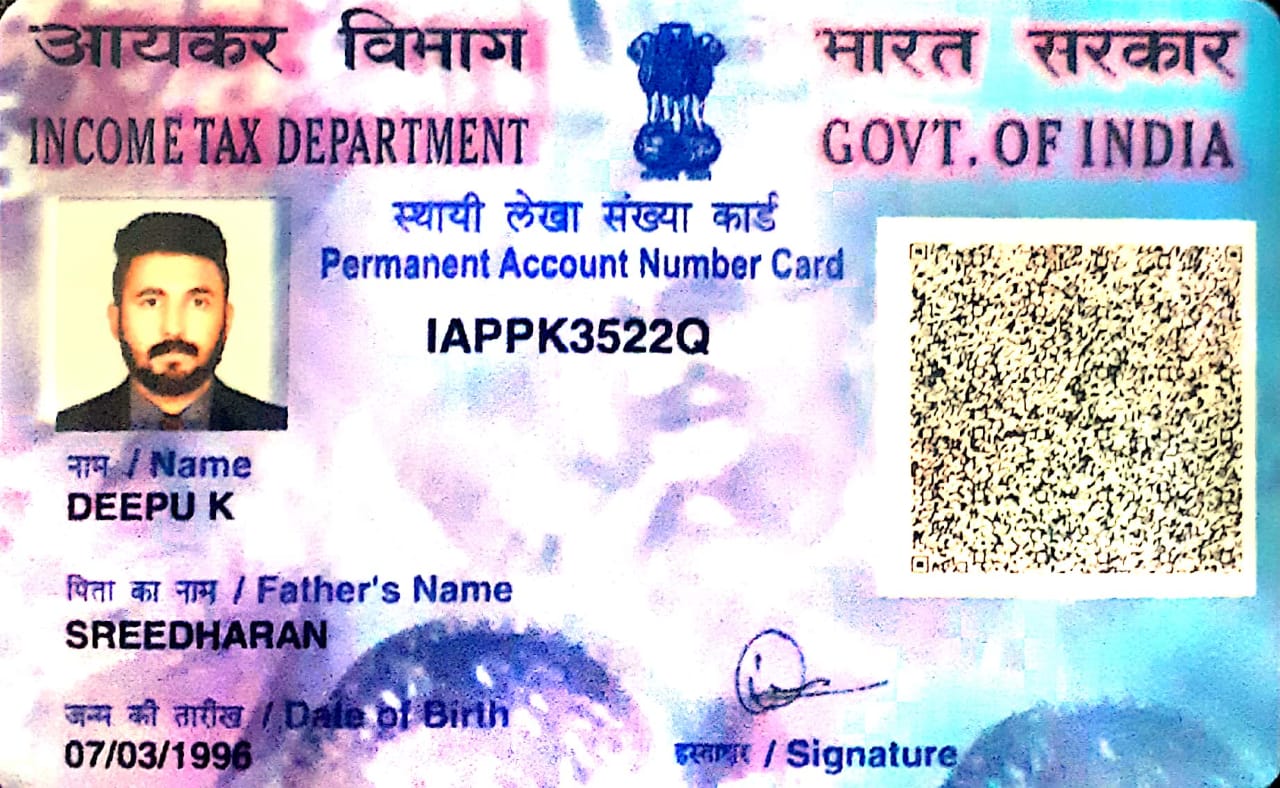 आयकर विभाग
भारत सरकार
INCOME TAX DEPARTMENT
GOVT. OF INDIA
स्थायी लेखा संख्या कार्ड
Permanent Account Number Card
IAPPK3522Q
नाम / Name
DEEPU K
पिता का नाम / Father's Name
SREEDHARAN
जन्म की तारीख / Date of Birth
07/03/1996
हस्ताक्षर / Signature